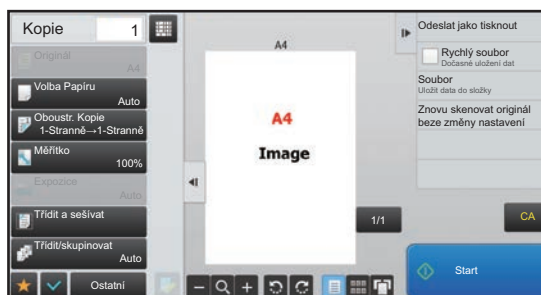 Kopie 1
Originál
A4
Volba Papíru
Auto
Oboustr. Kopie
1-Stranně→1-Stranně
Měřítko
100%
Expozice
Auto
Třídit a sešívat
Třídit/skupinovat
Auto
Ostatní
A4
A4
Image
1/1
Odeslat jako tisknout
Rychlý soubor
Dočasné uložení dat
Soubor
Uložit data do složky
Znovu skenovat originál
beze změny nastavení
CA
Start